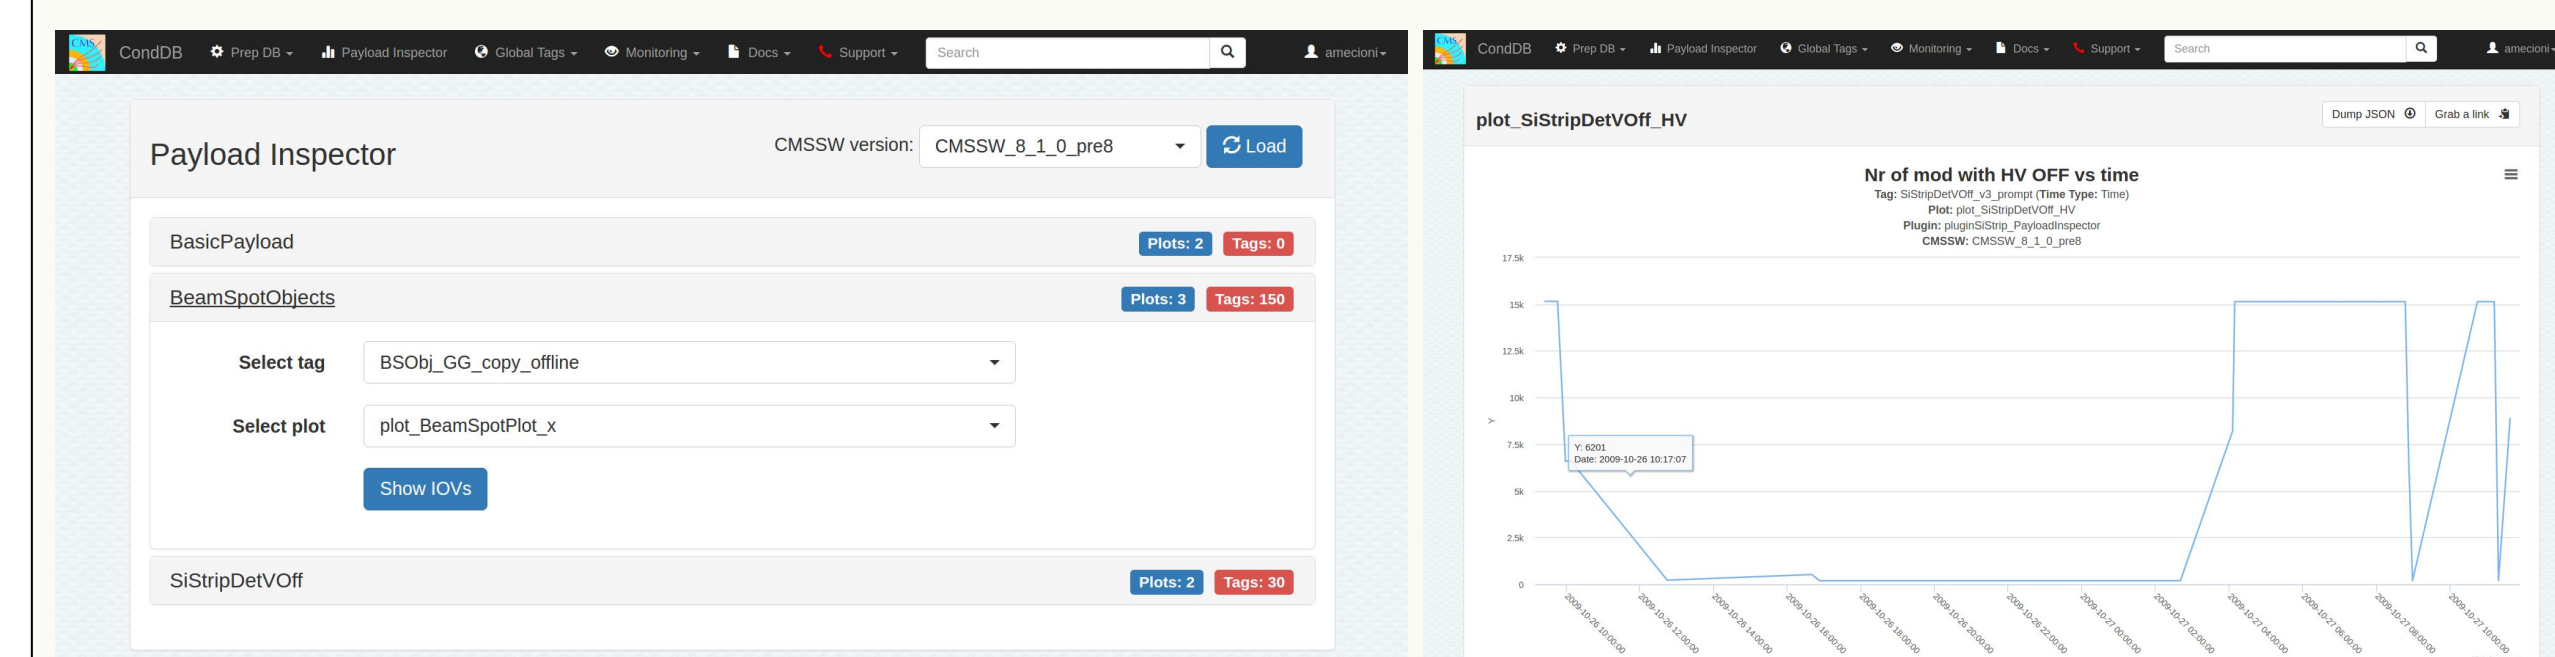 CMS CondDB Prep DB Payload Inspector Global Tags Monitoring Docs Support Search amecioni
Payload Inspector
CMSSW version: CMSSW_8_1_0_pre8 Load
BasicPayload Plots: 2 Tags: 0
BeamSpotObjects Plots: 3 Tags: 150
Select tag BSObj_GG_copy_offline
Select plot plot_BeamSpotPlot_x
Show IOVs
SiStripDetVOff Plots: 2 Tags: 30
CMS CondDB Prep DB Payload Inspector Global Tags Monitoring Docs Support Search amecioni
plot_SiStripDetVOff_HV Dump JSON Grab a link
Nr of mod with HV OFF vs time
Tag: SiStripDetVOff_v3_prompt (Time Type: Time)
Plot: plot_SiStripDetVOff_HV
Plugin: pluginSiStrip_PayloadInspector
CMSSW: CMSSW_8_1_0_pre8
17.5k
15k
12.5k
10k
Y
7.5k
Y: 6201
Date: 2009-10-26 10:17:07
5k
2.5k
0
2009-10-26 10:00:00
2009-10-26 12:00:00
2009-10-26 14:00:00
2009-10-26 16:00:00
2009-10-26 18:00:00
2009-10-26 20:00:00
2009-10-26 22:00:00
2009-10-27 00:00:00
2009-10-27 02:00:00
2009-10-27 04:00:00
2009-10-27 06:00:00
2009-10-27 08:00:00
2009-10-27 10:00:00